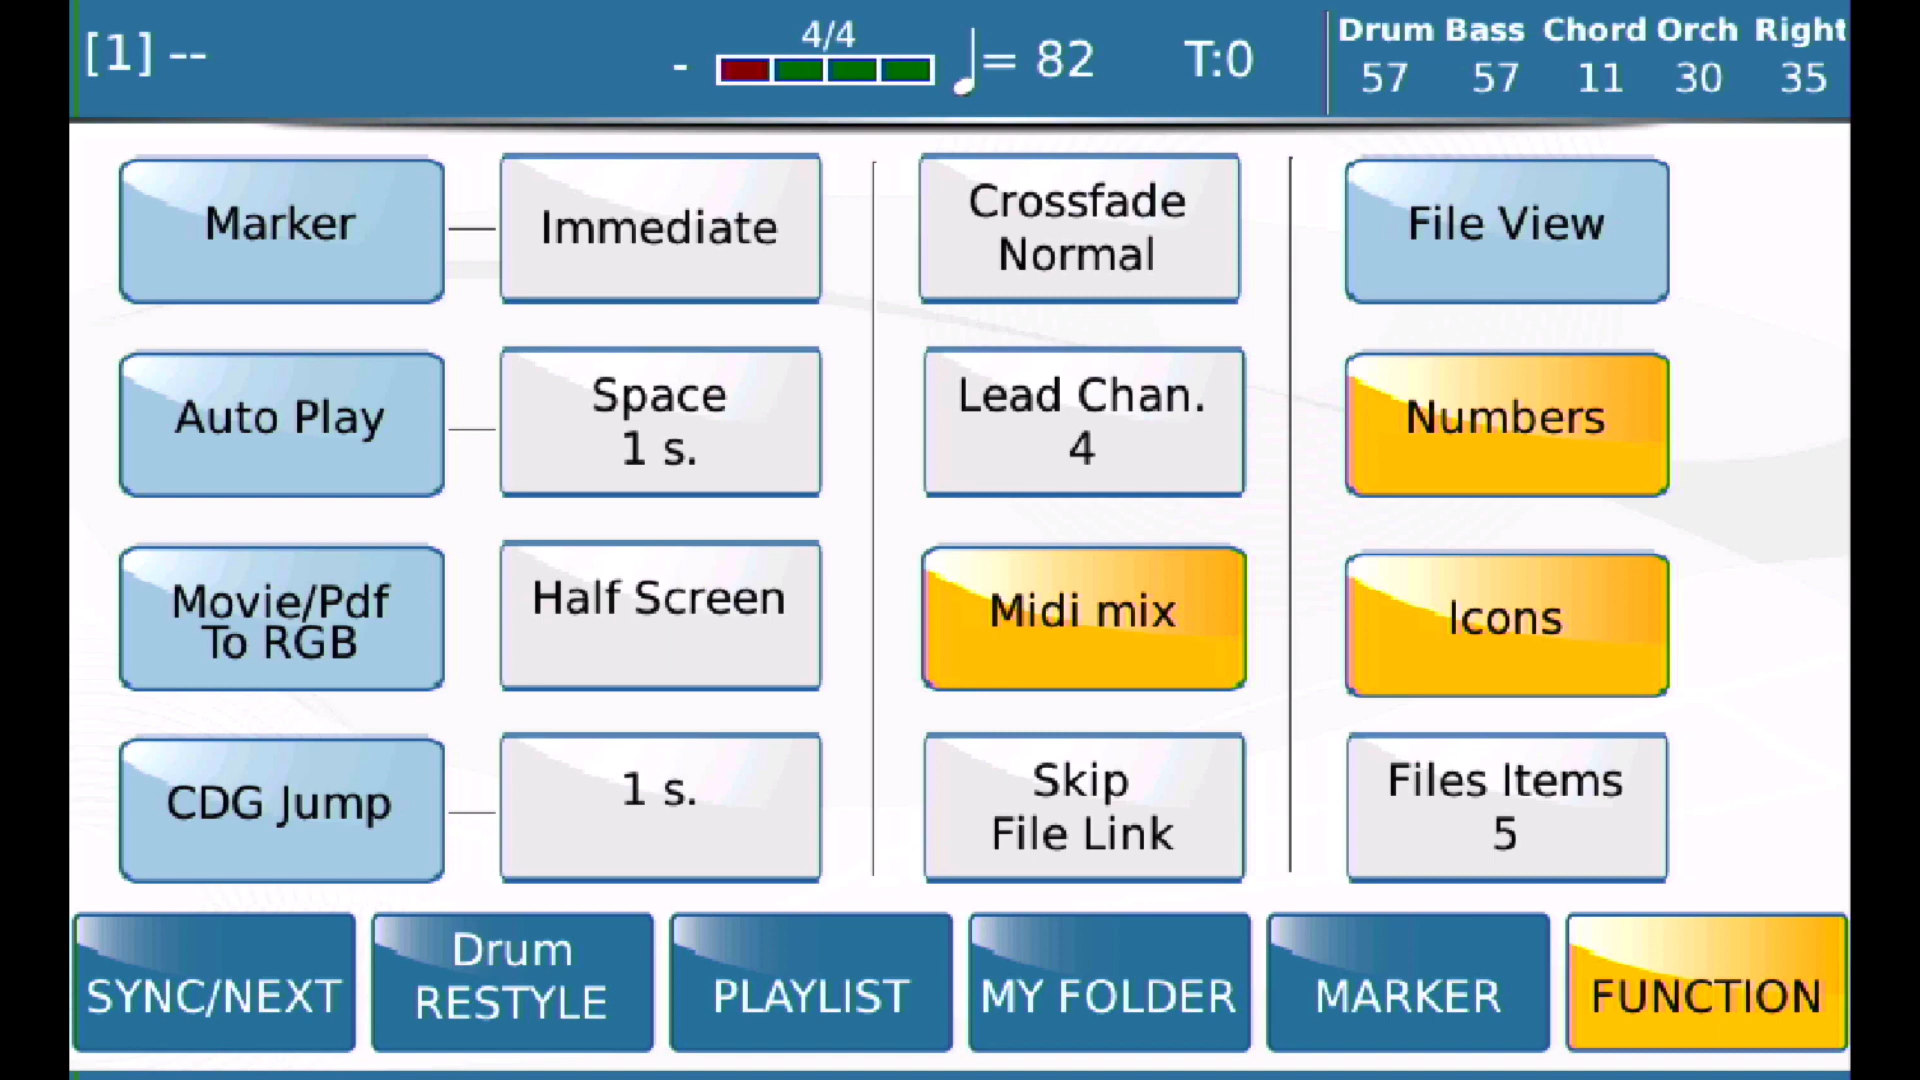 [1] --
4/4
- ♩= 82
T:0
Drum Bass Chord Orch Right
57 57 11 30 35
Marker
Immediate
Crossfade
Normal
File View
Auto Play
Space
1 s.
Lead Chan.
4
Numbers
Movie/Pdf
To RGB
Half Screen
Midi mix
Icons
CDG Jump
1 s.
Skip
File Link
Files Items
5
SYNC/NEXT
Drum
RESTYLE
PLAYLIST
MY FOLDER
MARKER
FUNCTION